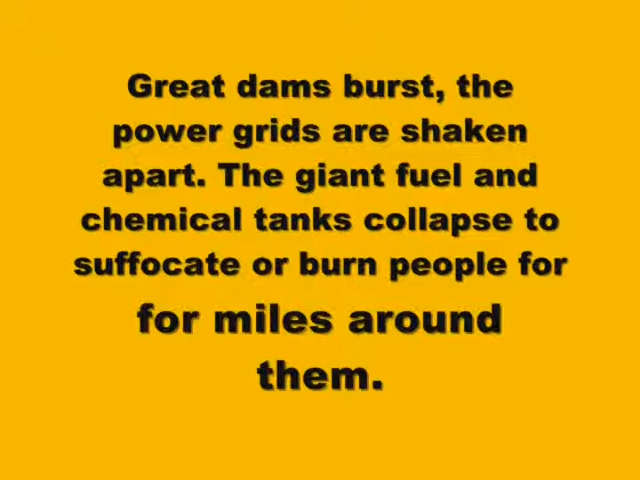 Great dams burst, the
power grids are shaken
apart. The giant fuel and
chemical tanks collapse to
suffocate or burn people for
for miles around
them.